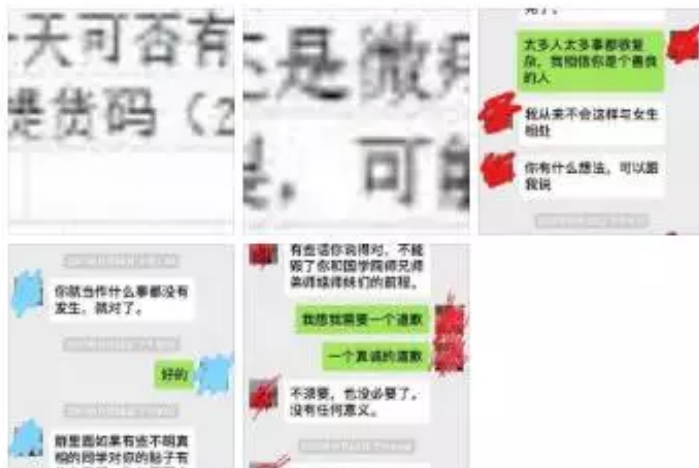 天可否有
提货码（2
还是微
，可能
太多人太多事都很复
杂，我相信你是个善良
的人
我从来不会这样与女生
相处
你有什么想法，可以跟
我说
你就当作什么事都没有
发生，就对了。
好的
群里面如果有些不明真
相的同学对你的帖子有
有些话你说得对，不能
毁了你和国学院师兄师
弟师姐师妹们的前程。
我想我需要一个道歉
一个真诚的道歉
不须要，也没必要了。
没有任何意义。